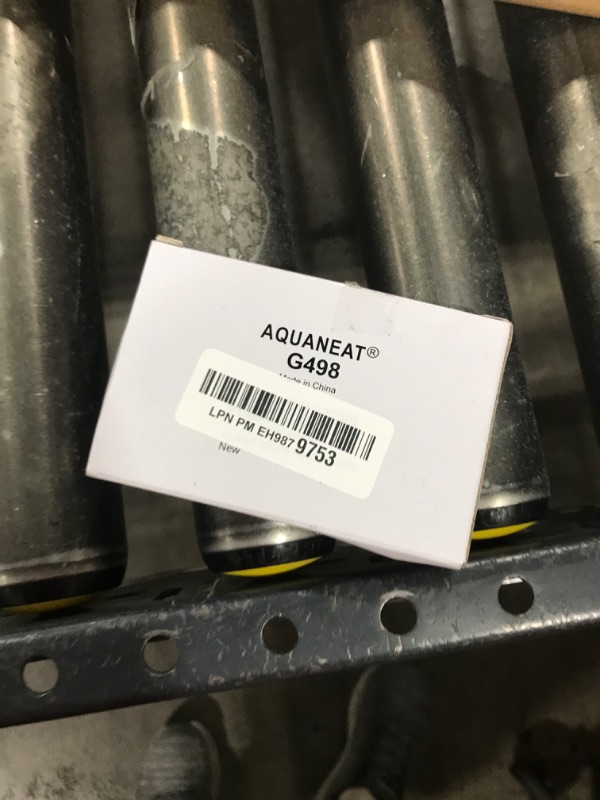 AQUANEAT®
G498
Made in China
LPN PM EH987 9753
New